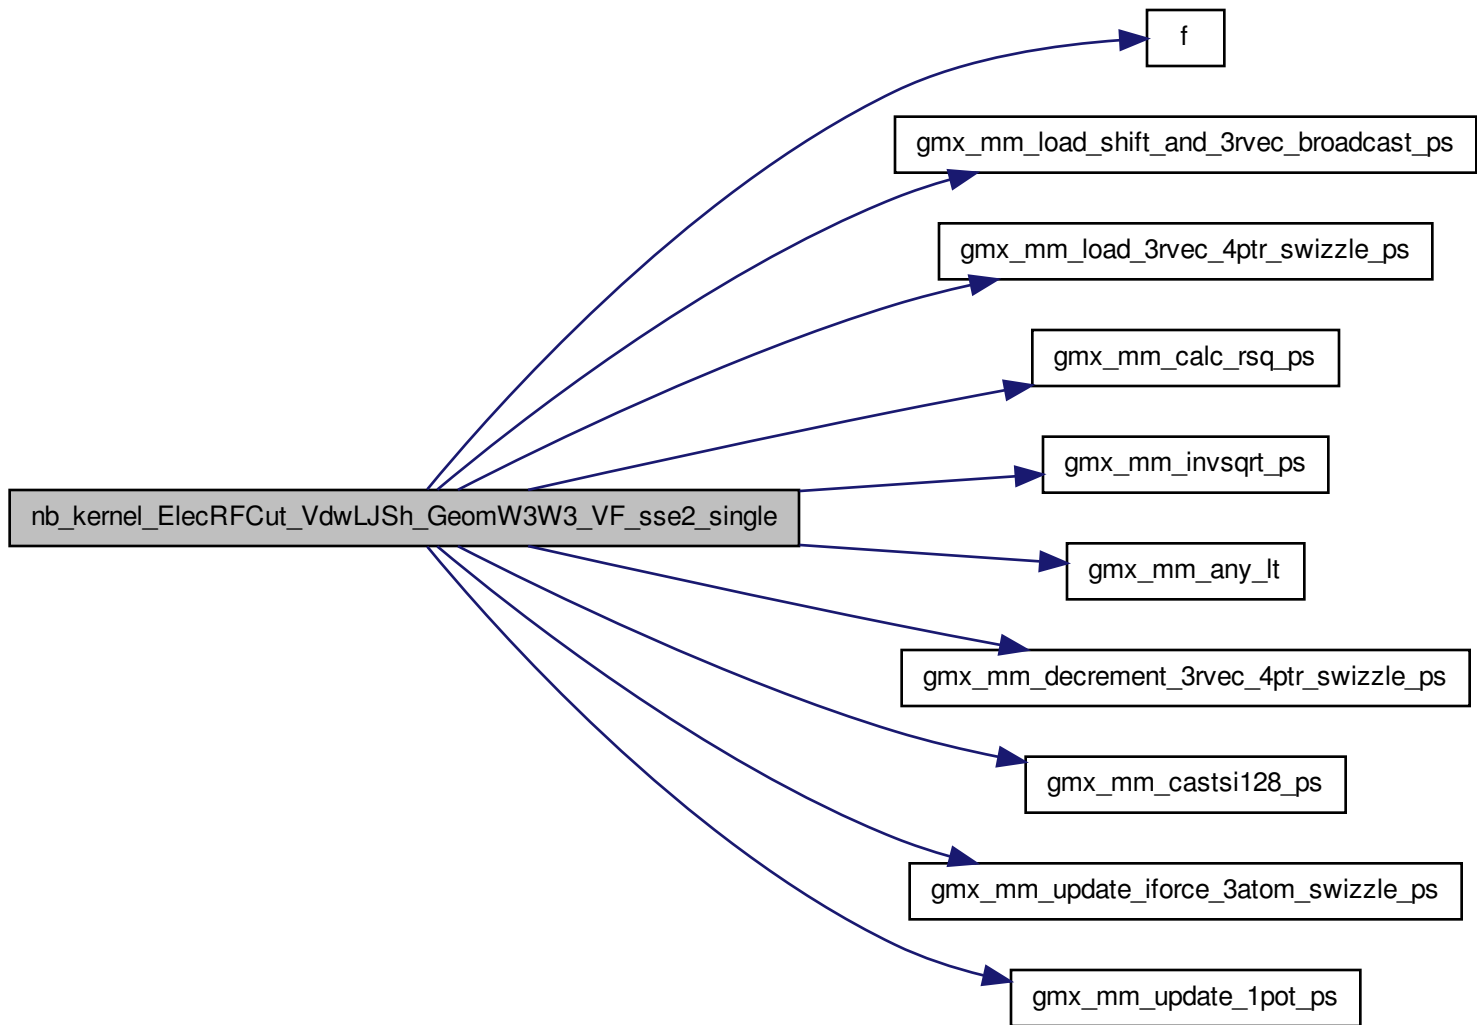 f
gmx_mm_load_shift_and_3rvec_broadcast_ps
gmx_mm_load_3rvec_4ptr_swizzle_ps
gmx_mm_calc_rsq_ps
gmx_mm_invsqrt_ps
nb_kernel_ElecRFCut_VdwLJSh_GeomW3W3_VF_sse2_single
gmx_mm_any_lt
gmx_mm_decrement_3rvec_4ptr_swizzle_ps
gmx_mm_castsi128_ps
gmx_mm_update_iforce_3atom_swizzle_ps
gmx_mm_update_1pot_ps